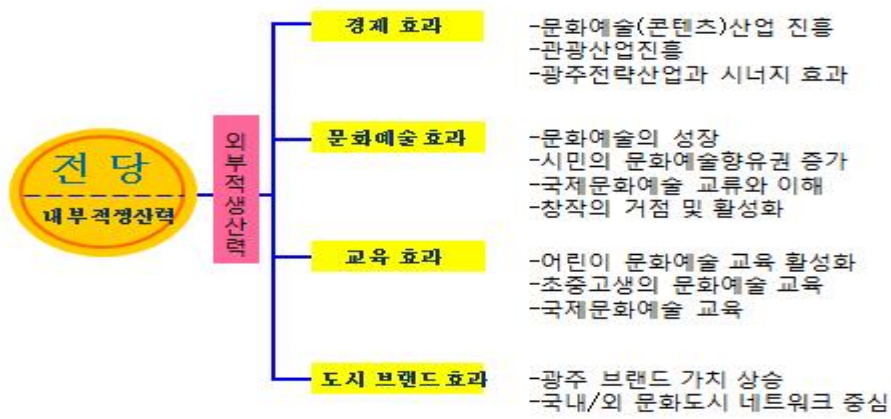 전 당
내부적생산력
외부적생산력
경제 효과
-문화예술(콘텐츠)산업 진흥
-관광산업진흥
-광주전략산업과 시너지 효과
문화예술 효과
-문화예술의 성장
-시민의 문화예술향유권 증가
-국제문화예술 교류와 이해
-창작의 거점 및 활성화
교육 효과
-어린이 문화예술 교육 활성화
-초중고생의 문화예술 교육
-국제문화예술 교육
도시 브랜드 효과
-광주 브랜드 가치 상승
-국내/외 문화도시 네트워크 중심